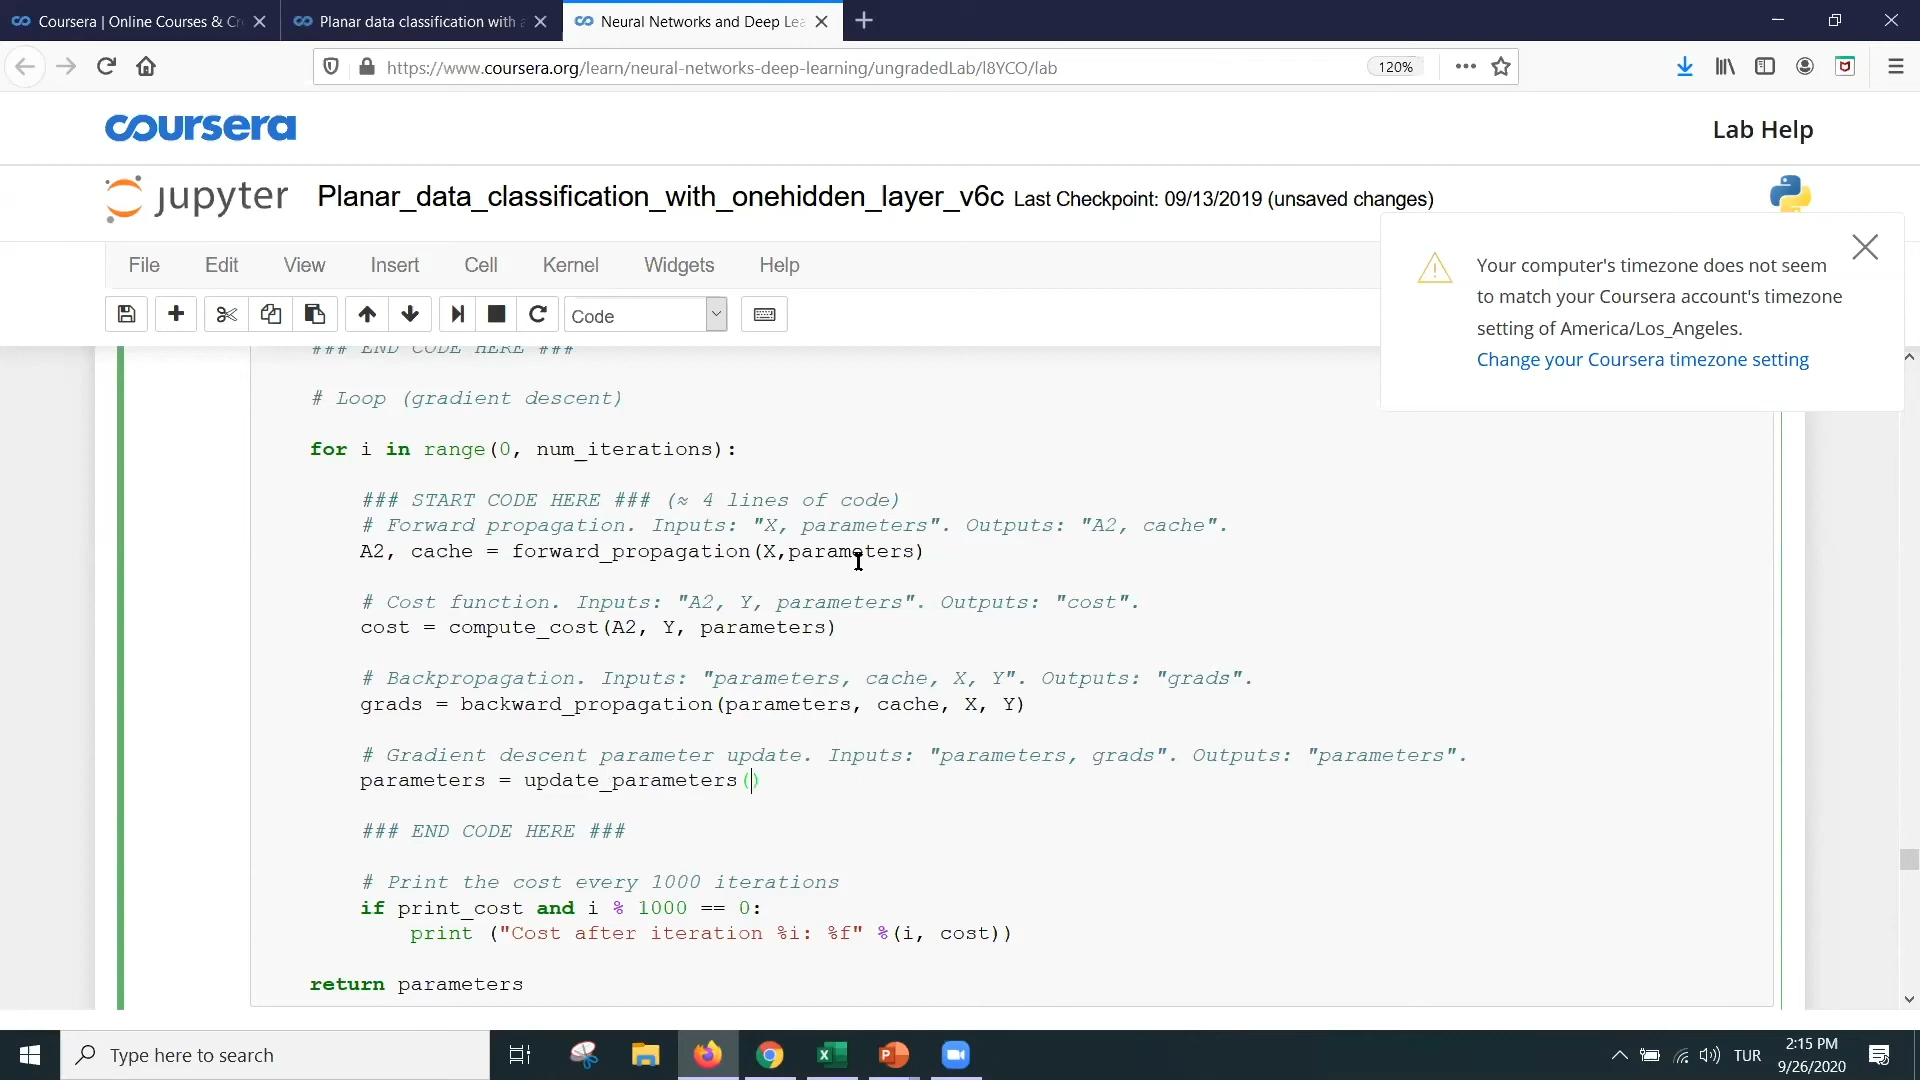 Coursera | Online Courses & Cr
Planar data classification with a
Neural Networks and Deep Lea
https://www.coursera.org/learn/neural-networks-deep-learning/ungradedLab/l8YCO/lab
120%
coursera
Lab Help
jupyter
Planar_data_classification_with_onehidden_layer_v6c Last Checkpoint: 09/13/2019 (unsaved changes)
File Edit View Insert Cell Kernel Widgets Help
Code
Your computer's timezone does not seem
to match your Coursera account's timezone
setting of America/Los_Angeles.
Change your Coursera timezone setting
### END CODE HERE ###
# Loop (gradient descent)
for i in range(0, num_iterations):
### START CODE HERE ### (≈ 4 lines of code)
# Forward propagation. Inputs: "X, parameters". Outputs: "A2, cache".
A2, cache = forward_propagation(X,parameters)
# Cost function. Inputs: "A2, Y, parameters". Outputs: "cost".
cost = compute_cost(A2, Y, parameters)
# Backpropagation. Inputs: "parameters, cache, X, Y". Outputs: "grads".
grads = backward_propagation(parameters, cache, X, Y)
# Gradient descent parameter update. Inputs: "parameters, grads". Outputs: "parameters".
parameters = update_parameters()
### END CODE HERE ###
# Print the cost every 1000 iterations
if print_cost and i % 1000 == 0:
print ("Cost after iteration %i: %f" %(i, cost))
return parameters
Type here to search
TUR
2:15 PM
9/26/2020